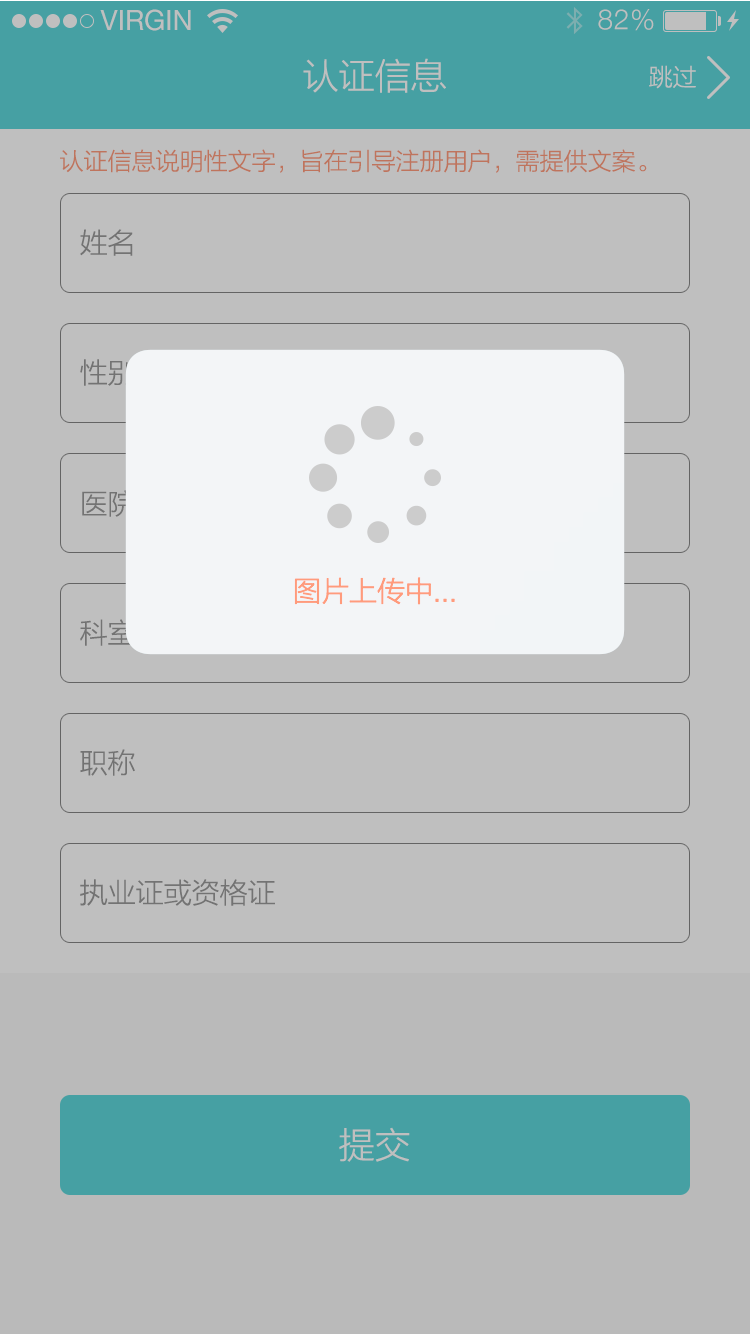 VIRGIN 82%
认证信息
跳过
认证信息说明性文字，旨在引导注册用户，需提供文案。
姓名
性别
医院
科室
图片上传中...
职称
执业证或资格证
提交